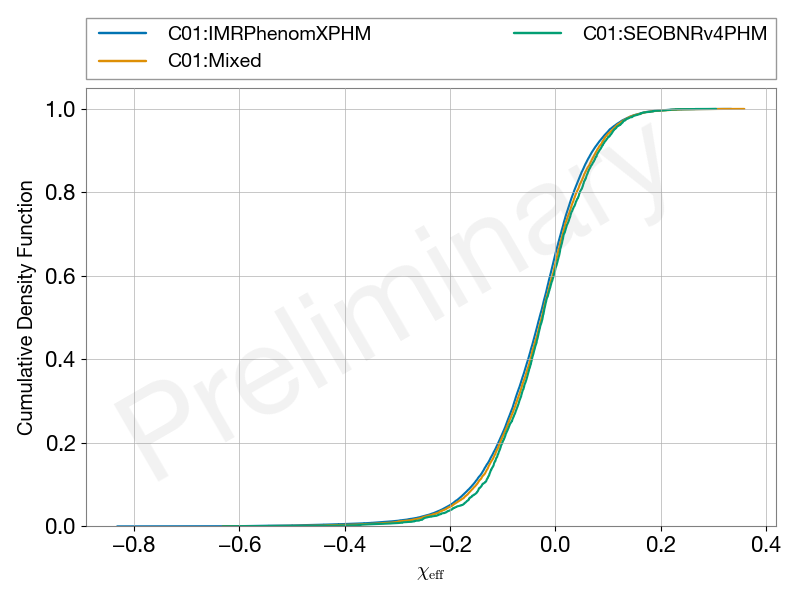 C01:IMRPhenomXPHM
C01:SEOBNRv4PHM
C01:Mixed
1.0
0.8
0.6
0.4
0.2
0.0
Cumulative Density Function
Preliminary
−0.8 −0.6 −0.4 −0.2 0.0 0.2 0.4
χeff